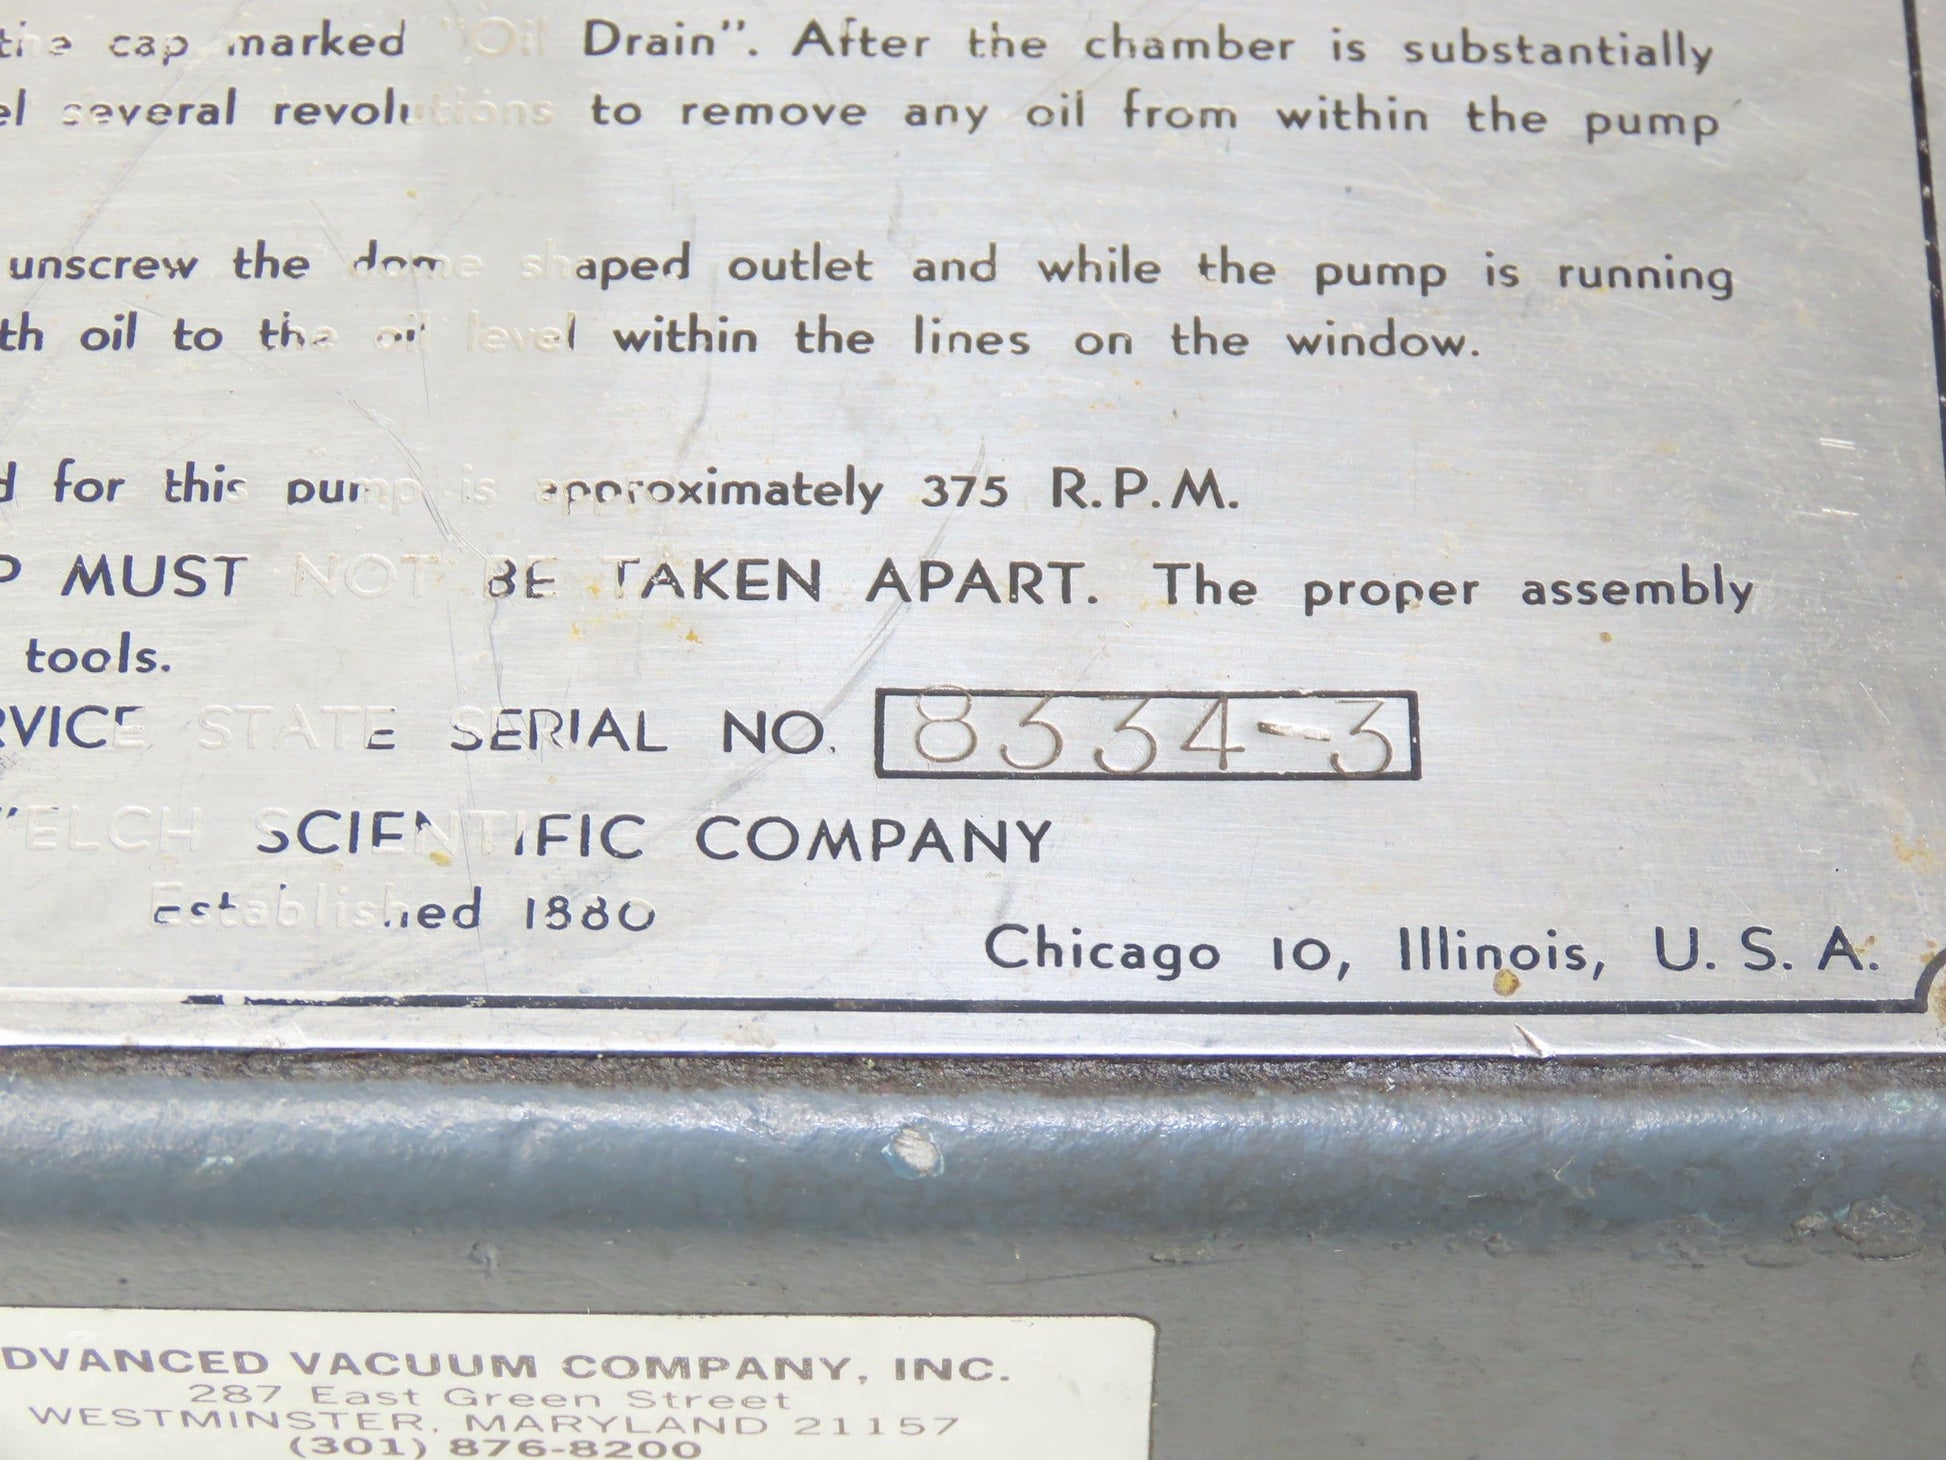 the cap marked "Oil Drain". After the chamber is substantially
el several revolutions to remove any oil from within the pump
unscrew the dome shaped outlet and while the pump is running
th oil to the oil level within the lines on the window.
d for this pump is approximately 375 R.P.M.
P MUST NOT BE TAKEN APART. The proper assembly
tools.
RVICE STATE SERIAL NO. 8334-3
WELCH SCIENTIFIC COMPANY
Established 1880
Chicago 10, Illinois, U. S. A.
DVANCED VACUUM COMPANY, INC.
287 East Green Street
WESTMINSTER, MARYLAND 21157
(301) 876-8200